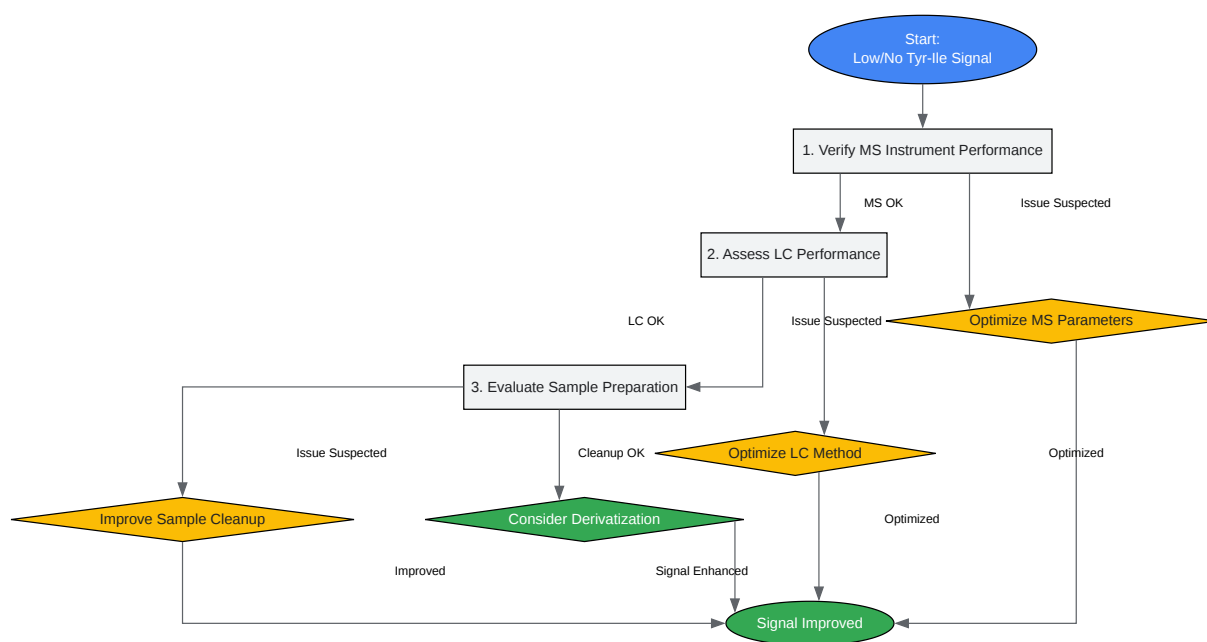 Start:
Low/No Tyr-Ile Signal
1. Verify MS Instrument Performance
MS OK
Issue Suspected
2. Assess LC Performance
LC OK
Issue Suspected
Optimize MS Parameters
3. Evaluate Sample Preparation
Issue Suspected
Cleanup OK
Optimize LC Method
Optimized
Improve Sample Cleanup
Consider Derivatization
Optimized
Improved
Signal Enhanced
Signal Improved